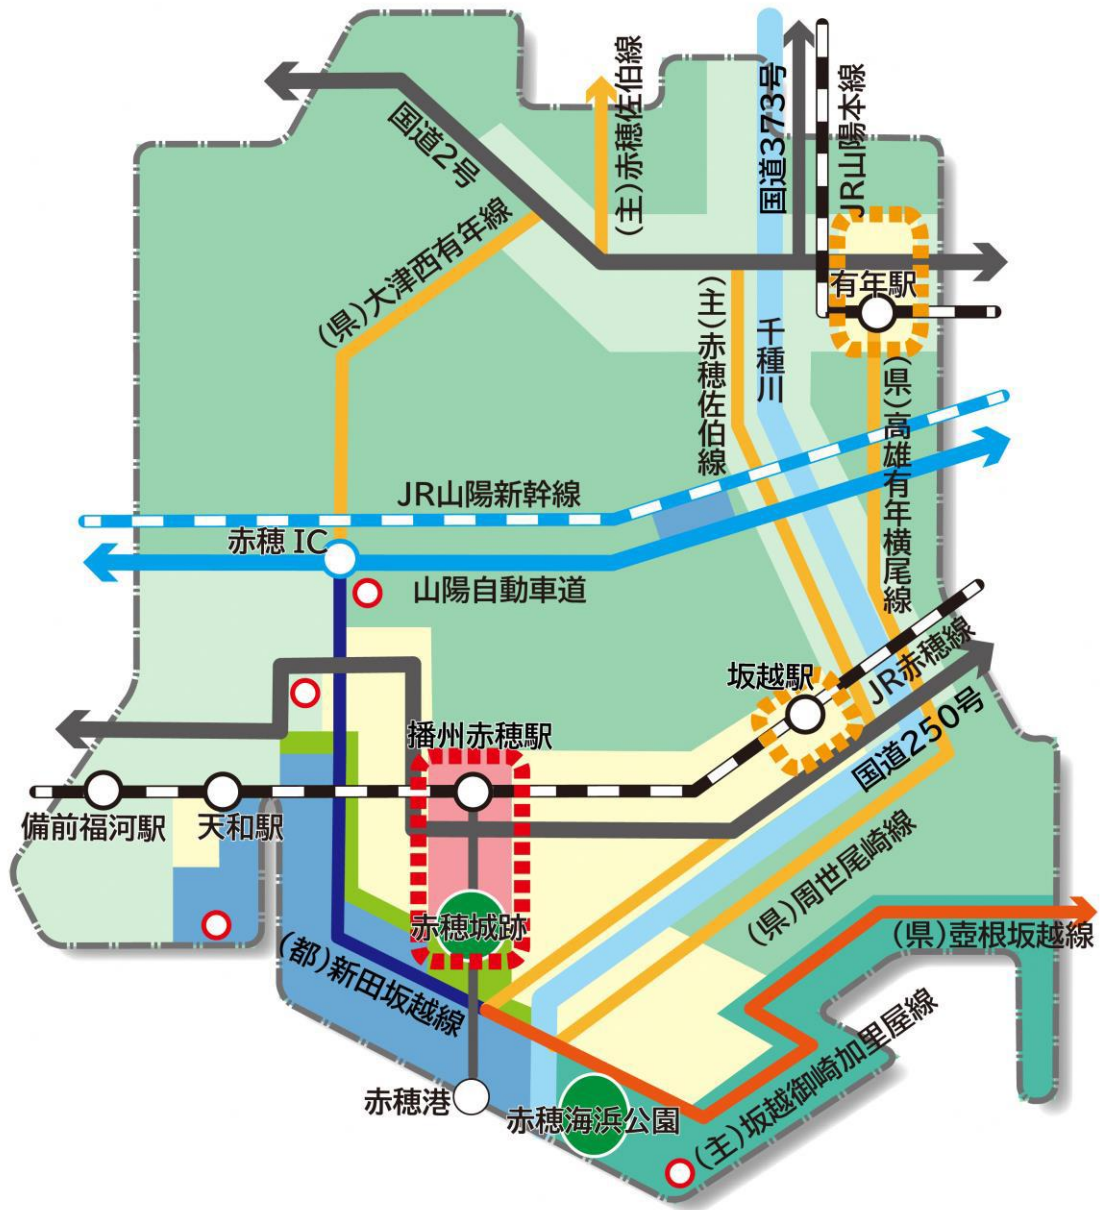 国道2号
(主)赤穂佐伯線
国道373号
JR山陽本線
(県)大津西有年線
有年駅
(主)赤穂佐伯線
千種川
(県)高雄有年横尾線
JR山陽新幹線
赤穂 IC
山陽自動車道
坂越駅
JR赤穂線
国道250号
播州赤穂駅
備前福河駅
天和駅
(県)周世尾崎線
赤穂城跡
(県)壺根坂越線
(都)新田坂越線
(主)坂越御崎加里屋線
赤穂港
赤穂海浜公園